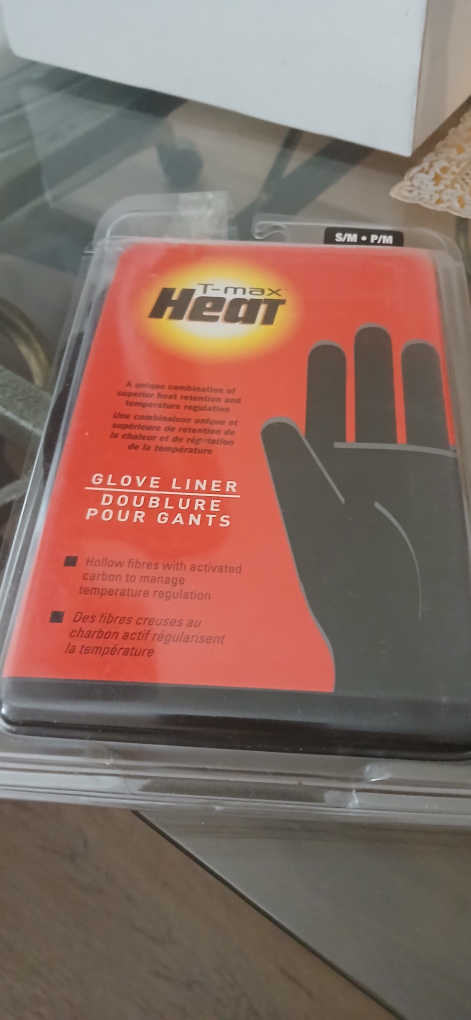 S/M • P/M
T-max
Heat
A unique combination of
superior heat retention and
temperature regulation
Une combinaison unique et
supérieure de rétention de
la chaleur et de régulation
de la température
GLOVE LINER
DOUBLURE
POUR GANTS
Hollow fibres with activated
carbon to manage
temperature regulation
Des fibres creuses au
charbon actif régularisent
la température